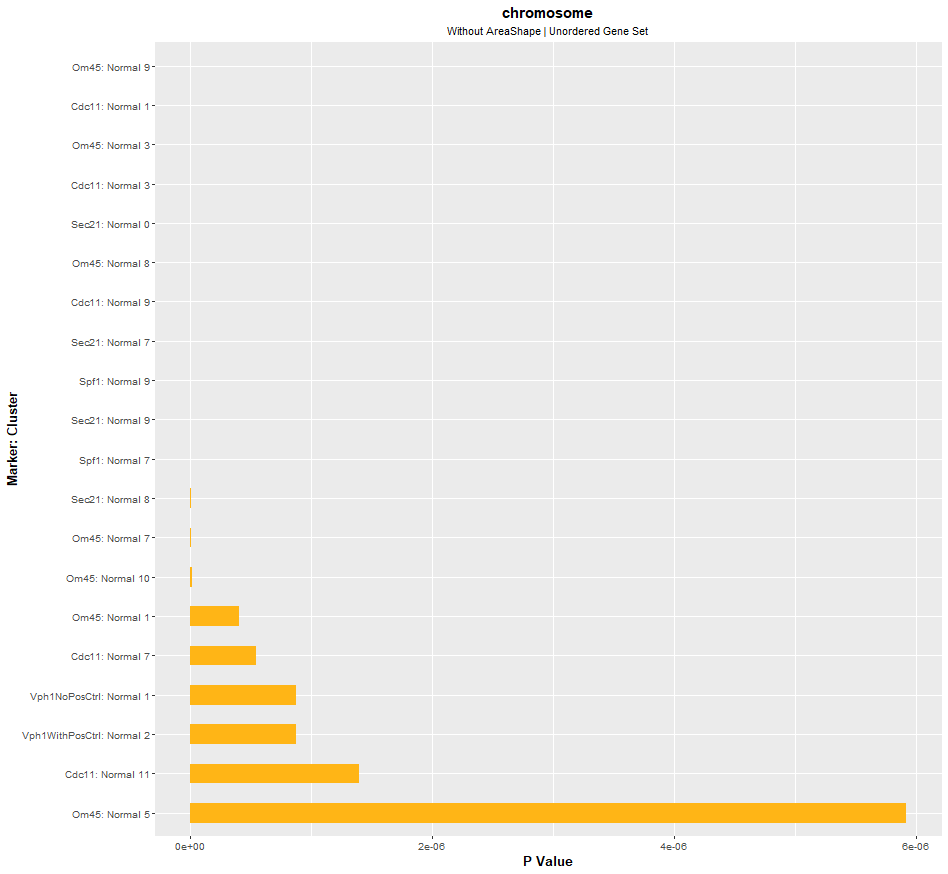 chromosome
Without AreaShape | Unordered Gene Set
Marker: Cluster
Om45: Normal 9
Cdc11: Normal 1
Om45: Normal 3
Cdc11: Normal 3
Sec21: Normal 0
Om45: Normal 8
Cdc11: Normal 9
Sec21: Normal 7
Spf1: Normal 9
Sec21: Normal 9
Spf1: Normal 7
Sec21: Normal 8
Om45: Normal 7
Om45: Normal 10
Om45: Normal 1
Cdc11: Normal 7
Vph1NoPosCtrl: Normal 1
Vph1WithPosCtrl: Normal 2
Cdc11: Normal 11
Om45: Normal 5
0e+00 2e-06 4e-06 6e-06
P Value